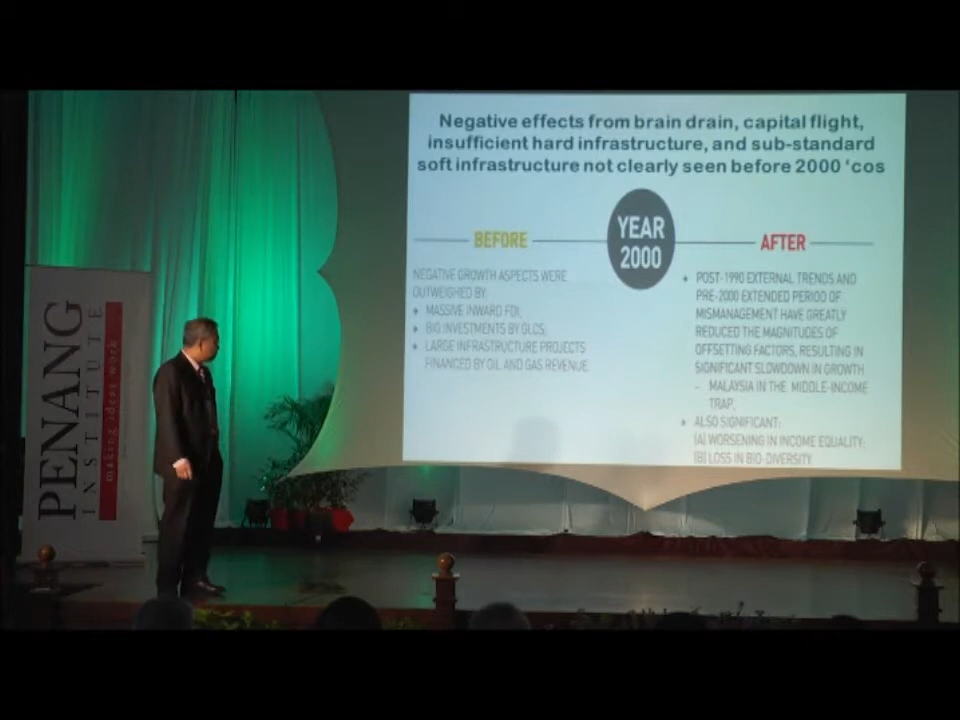 Negative effects from brain drain, capital flight,
insufficient hard infrastructure, and sub-standard
soft infrastructure not clearly seen before 2000 ‘cos
YEAR
2000
BEFORE
NEGATIVE GROWTH ASPECTS WERE
OUTWEIGHED BY:
MASSIVE INWARD FDI;
BIG INVESTMENTS BY GLCS;
LARGE INFRASTRUCTURE PROJECTS
FINANCED BY OIL AND GAS REVENUE.
AFTER
POST-1990 EXTERNAL TRENDS AND
PRE-2000 EXTENDED PERIOD OF
MISMANAGEMENT HAVE GREATLY
REDUCED THE MAGNITUDES OF
OFFSETTING FACTORS, RESULTING IN
SIGNIFICANT SLOWDOWN IN GROWTH
– MALAYSIA IN THE MIDDLE-INCOME
TRAP;
ALSO SIGNIFICANT:
(A) WORSENING IN INCOME EQUALITY;
(B) LOSS IN BIO-DIVERSITY
PENANG
INSTITUTE
making ideas work